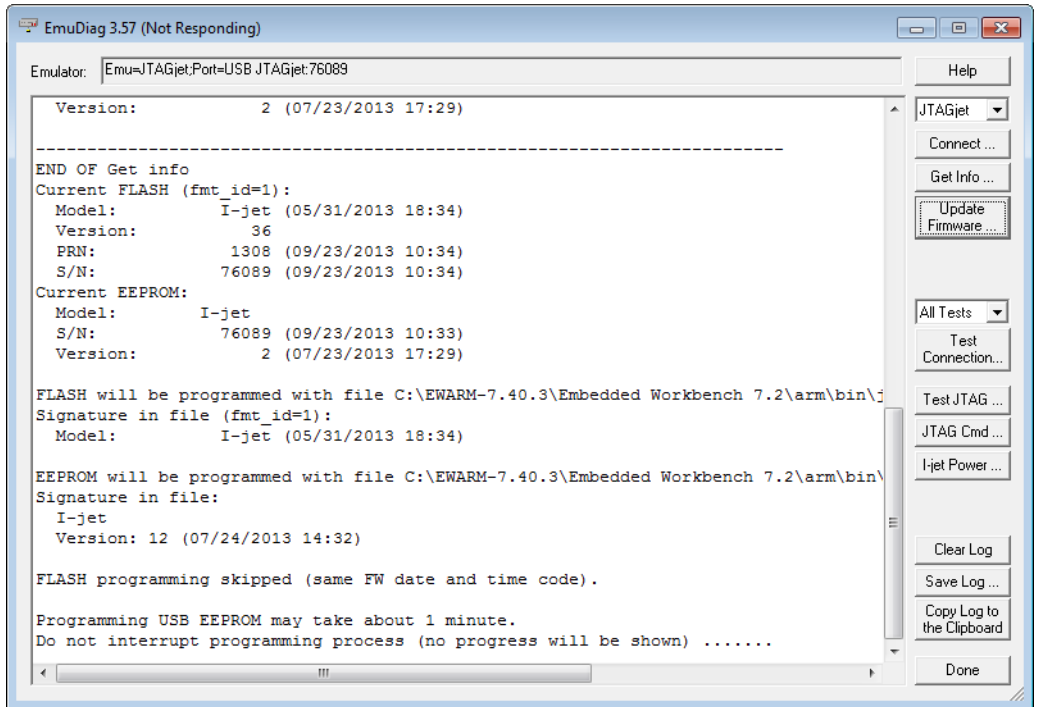 EmuDiag 3.57 (Not Responding)
Emulator: Emu=JTAGjet;Port=USB JTAGjet:76089
Help
Version: 2 (07/23/2013 17:29)
--------------------------------------------------------------------------
END OF Get info
Current FLASH (fmt_id=1):
Model: I-jet (05/31/2013 18:34)
Version: 36
PRN: 1308 (09/23/2013 10:34)
S/N: 76089 (09/23/2013 10:34)
Current EEPROM:
Model: I-jet
S/N: 76089 (09/23/2013 10:33)
Version: 2 (07/23/2013 17:29)
FLASH will be programmed with file C:\EWARM-7.40.3\Embedded Workbench 7.2\arm\bin\j
Signature in file (fmt_id=1):
Model: I-jet (05/31/2013 18:34)
EEPROM will be programmed with file C:\EWARM-7.40.3\Embedded Workbench 7.2\arm\bin\
Signature in file:
I-jet
Version: 12 (07/24/2013 14:32)
FLASH programming skipped (same FW date and time code).
Programming USB EEPROM may take about 1 minute.
Do not interrupt programming process (no progress will be shown) .......
JTAGjet
Connect ...
Get Info ...
Update
Firmware ...
All Tests
Test
Connection...
Test JTAG ...
JTAG Cmd ...
I-jet Power ...
Clear Log
Save Log ...
Copy Log to
the Clipboard
Done